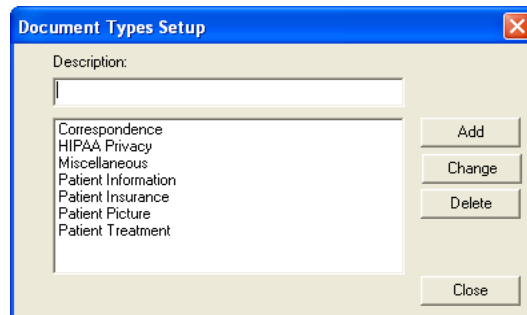 Document Types Setup
Description:
Correspondence
HIPAA Privacy
Miscellaneous
Patient Information
Patient Insurance
Patient Picture
Patient Treatment
Add
Change
Delete
Close